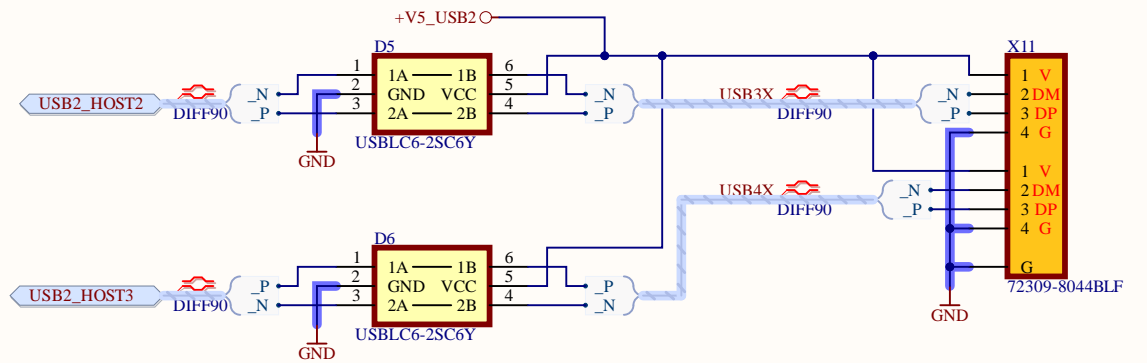 +V5_USB2
D5
X11
1 1A 1B 6
2 GND VCC 5
3 2A 2B 4
USBLC6-2SC6Y
GND
USB2_HOST2
DIFF90
_N
_P
_N
_P
USB3X
DIFF90
_N
_P
1 V
2 DM
3 DP
4 G
1 V
2 DM
3 DP
4 G
G
72309-8044BLF
GND
USB4X
DIFF90
_N
_P
D6
1 1A 1B 6
2 GND VCC 5
3 2A 2B 4
USBLC6-2SC6Y
GND
USB2_HOST3
DIFF90
_P
_N
_P
_N